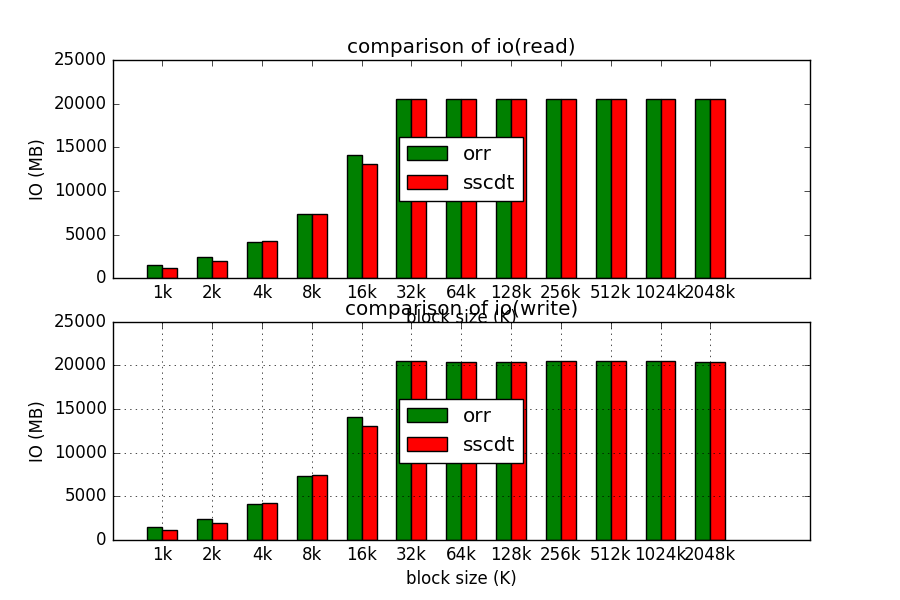 comparison of io(read)
25000
20000
15000
10000
5000
0
IO (MB)
orr
sscdt
1k 2k 4k 8k 16k 32k 64k 128k 256k 512k 1024k 2048k
block size (K)
comparison of io(write)
25000
20000
15000
10000
5000
0
IO (MB)
orr
sscdt
1k 2k 4k 8k 16k 32k 64k 128k 256k 512k 1024k 2048k
block size (K)